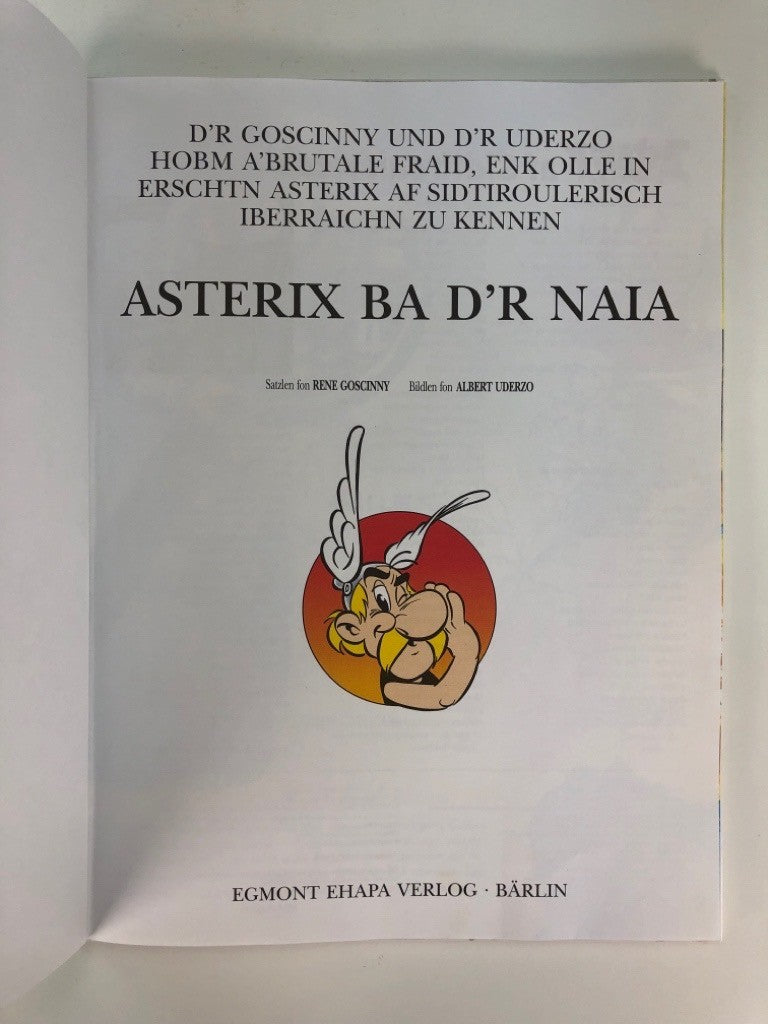 D'R GOSCINNY UND D'R UDERZO
HOBM A'BRUTALE FRAID, ENK OLLE IN
ERSCHTN ASTERIX AF SIDTIROULERISCH
IBERRAICHN ZU KENNEN
ASTERIX BA D'R NAIA
Satzlen fon RENE GOSCINNY Bildlen fon ALBERT UDERZO
EGMONT EHAPA VERLOG · BÄRLIN